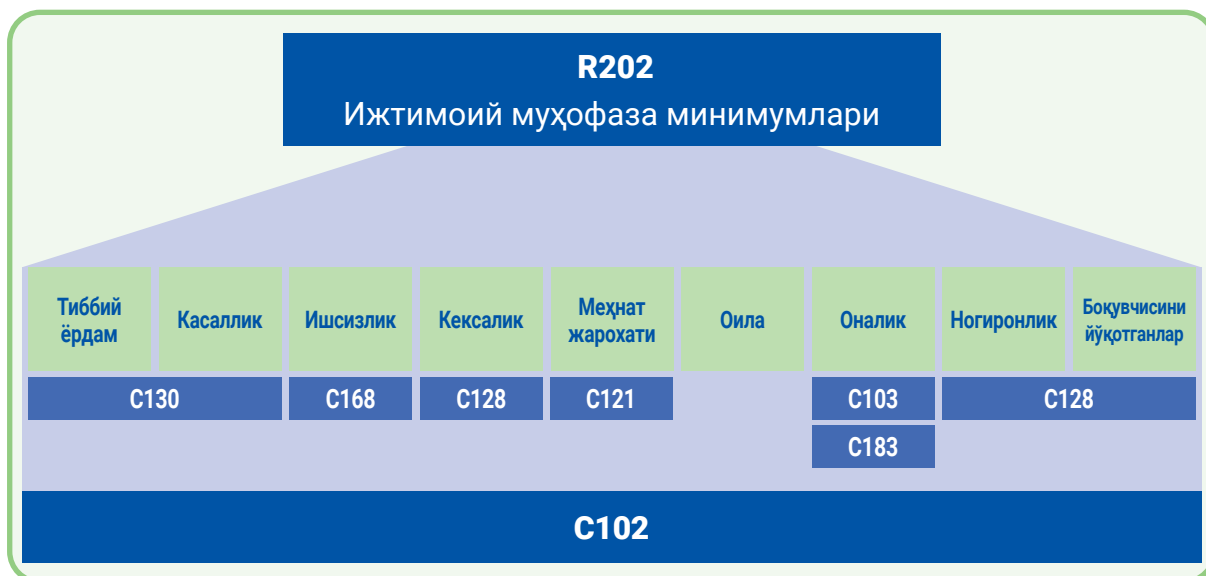 R202
Ижтимоий муҳофаза минимумлари
Тиббий
ёрдам
Касаллик
Ишсизлик
Кексалик
Меҳнат
жарохати
Оила
Оналик
Ногиронлик
Боқувчисини
йўқотганлар
C130
C168
C128
C121
C103
C128
C183
C102